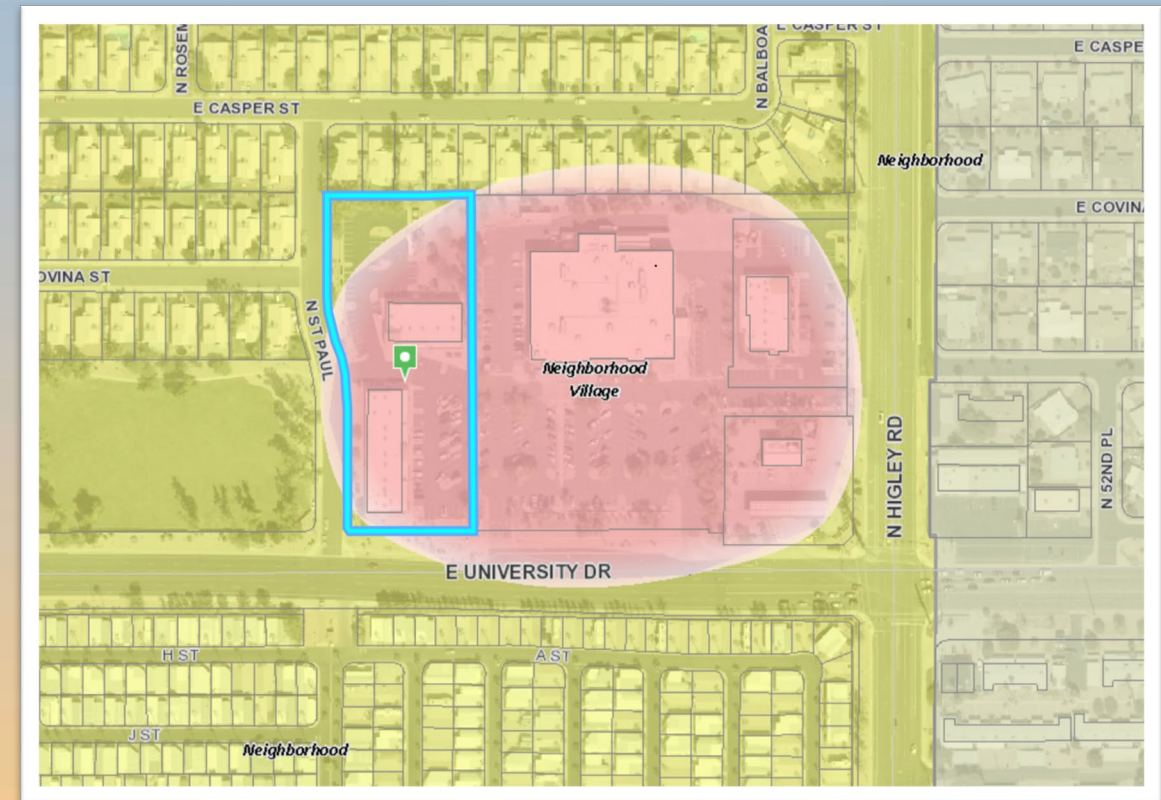 E CASPER ST
N ROSEM
N BALBOA
E CASPE
E CASPER ST
Neighborhood
E COVINA
OVINA ST
N ST PAUL
Neighborhood
Village
N HIGLEY RD
N 52ND PL
E UNIVERSITY DR
H ST
A ST
J ST
Neighborhood